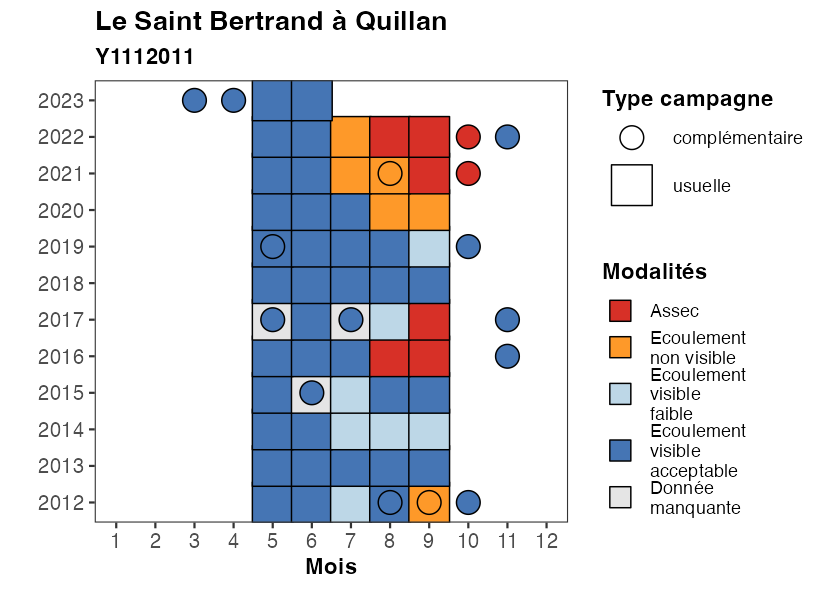 Le Saint Bertrand à Quillan
Y1112011
2023
2022
2021
2020
2019
2018
2017
2016
2015
2014
2013
2012
1 2 3 4 5 6 7 8 9 10 11 12
Mois
Type campagne
complémentaire
usuelle
Modalités
Assec
Ecoulement
non visible
Ecoulement
visible
faible
Ecoulement
visible
acceptable
Donnée
manquante